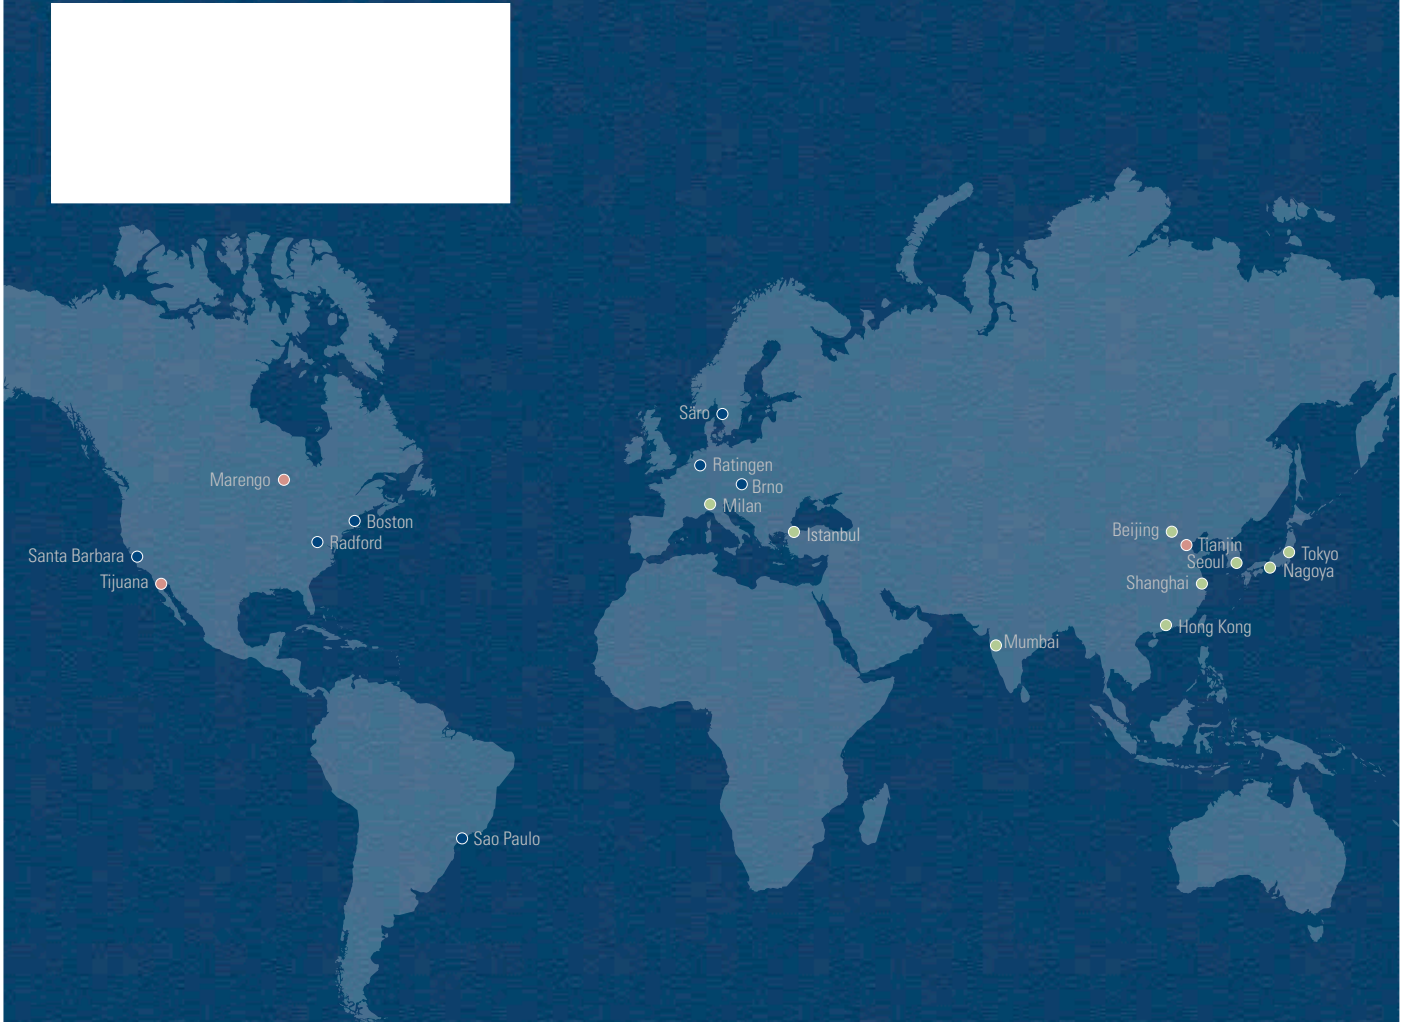 Säro
Ratingen
Marengo
Brno
Milan
Boston
Istanbul
Beijing
Radford
Tianjin
Santa Barbara
Tokyo
Seoul
Nagoya
Tijuana
Shanghai
Hong Kong
Mumbai
Sao Paulo